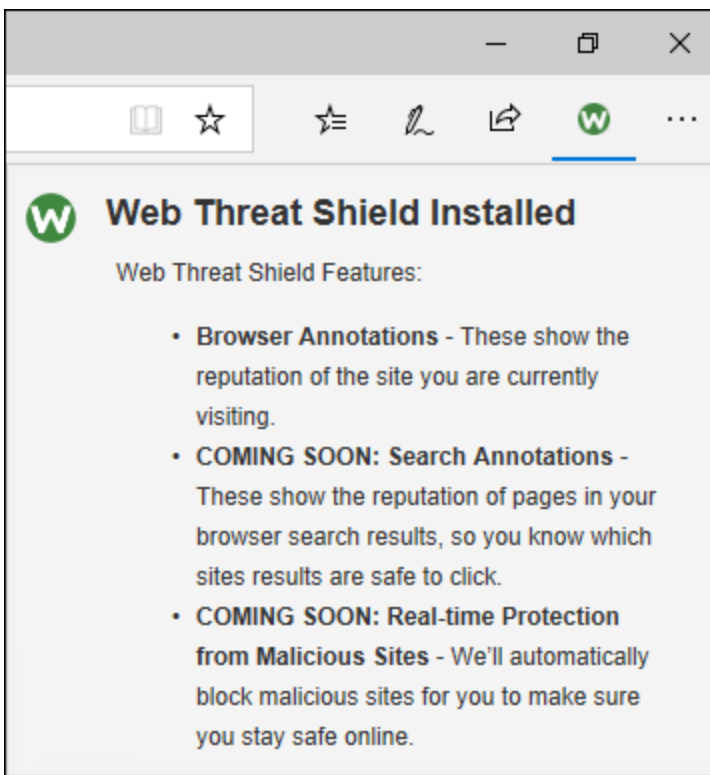 W
W Web Threat Shield Installed
Web Threat Shield Features:
• Browser Annotations - These show the
reputation of the site you are currently
visiting.
• COMING SOON: Search Annotations -
These show the reputation of pages in your
browser search results, so you know which
sites results are safe to click.
• COMING SOON: Real-time Protection
from Malicious Sites - We'll automatically
block malicious sites for you to make sure
you stay safe online.